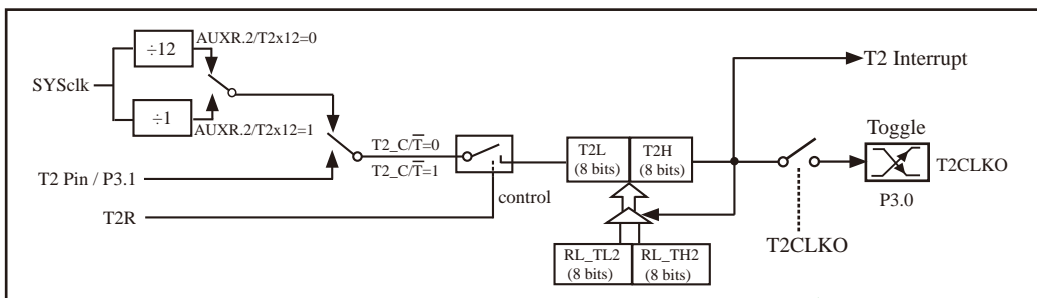 ÷12
AUXR.2/T2x12=0
SYSclk
÷1
AUXR.2/T2x12=1
T2 Pin / P3.1
T2R
T2_C/T̅=0
T2_C/T̅=1
control
T2L
(8 bits)
T2H
(8 bits)
RL_TL2
(8 bits)
RL_TH2
(8 bits)
T2 Interrupt
Toggle
T2CLKO
P3.0
T2CLKO